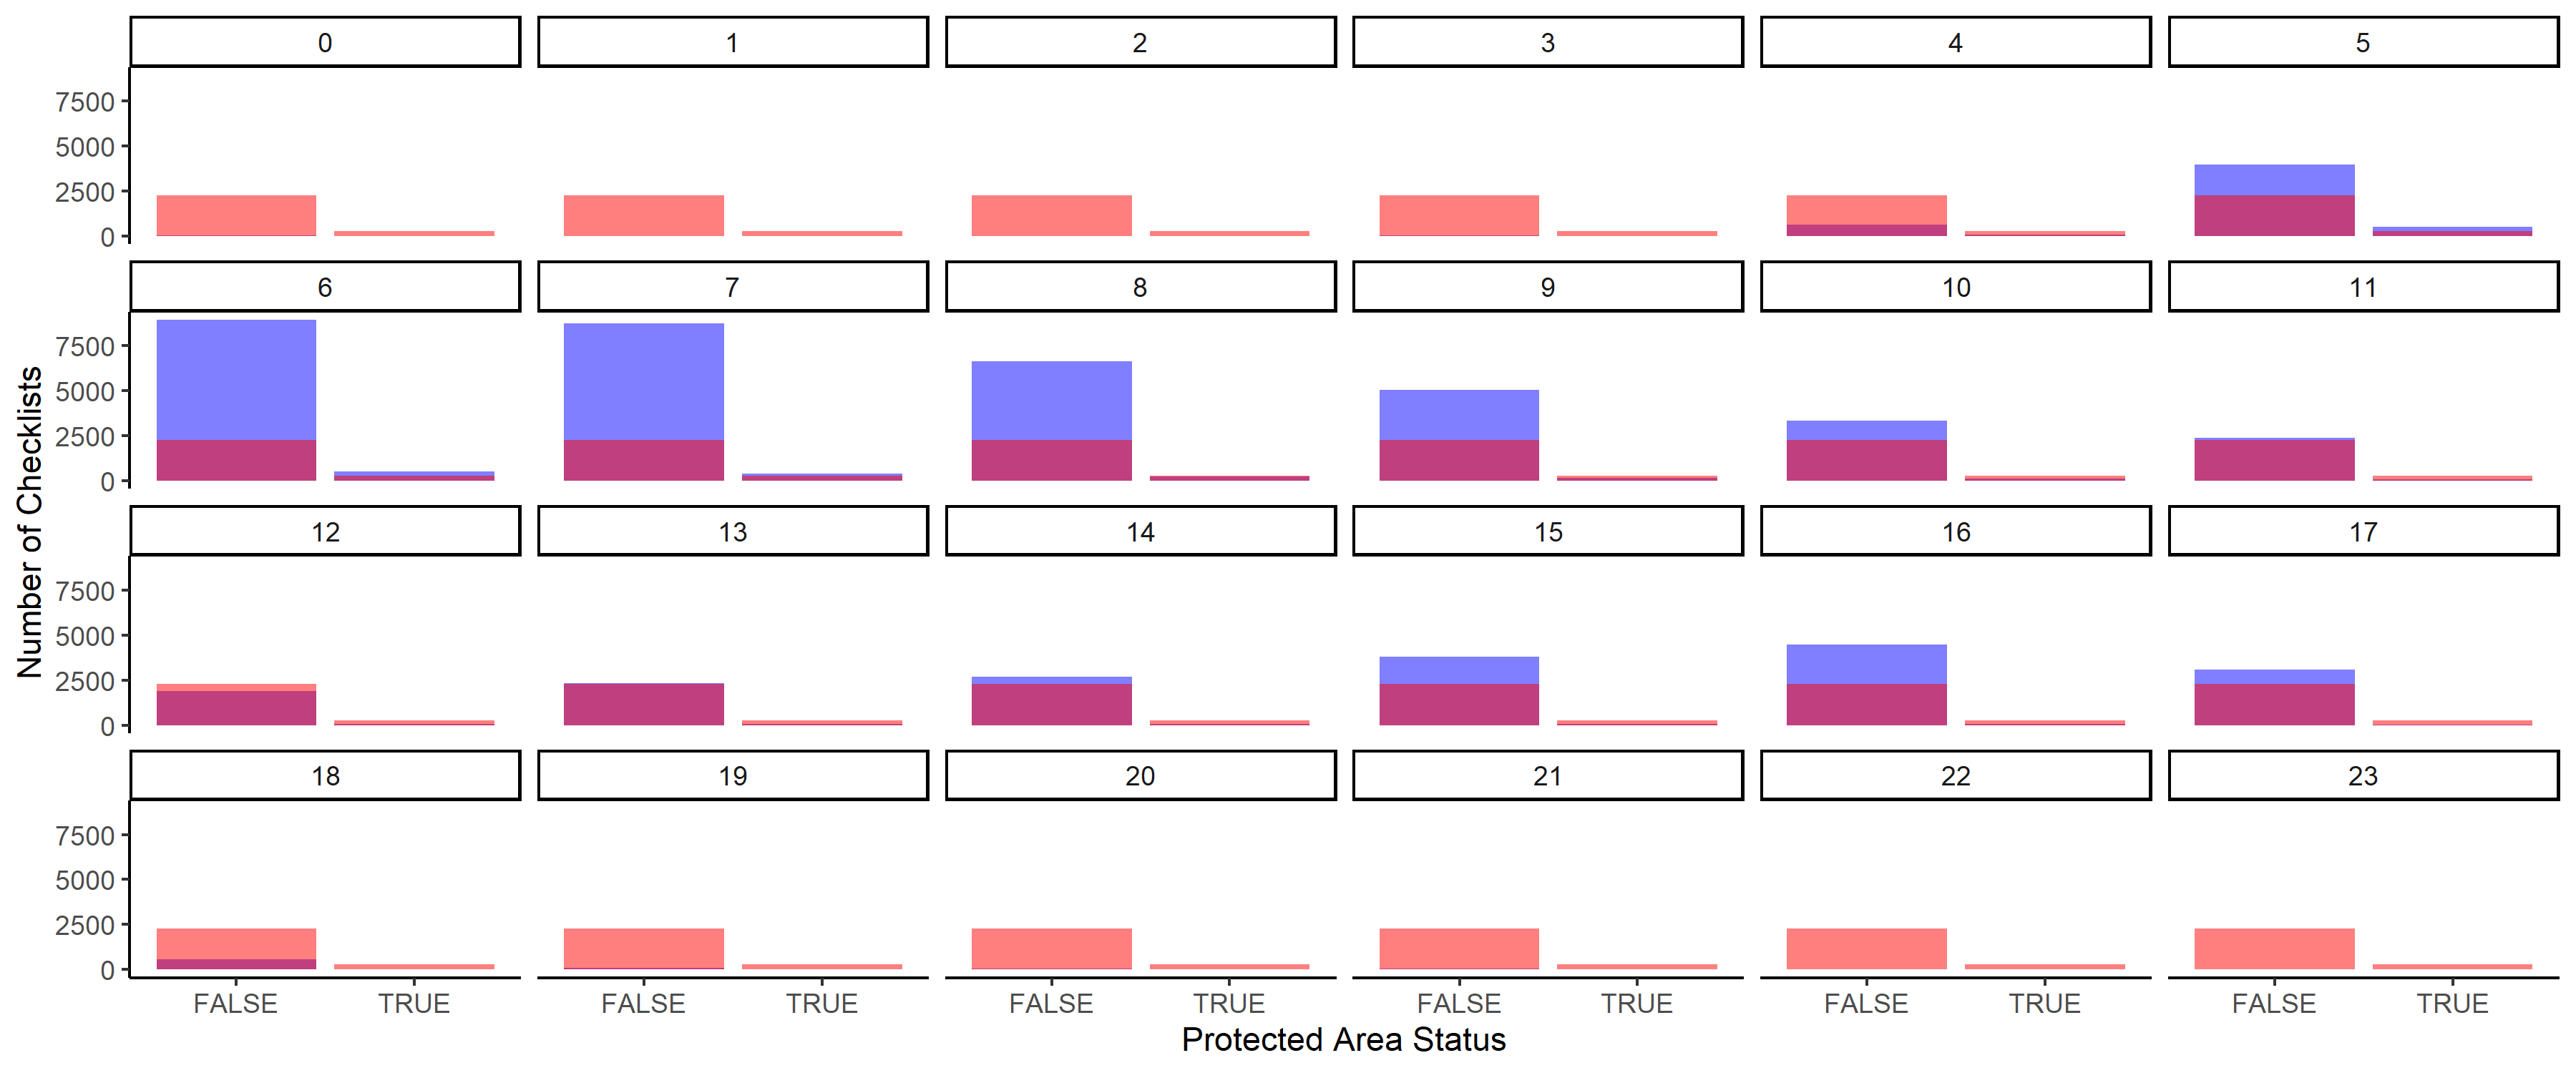 0 1 2 3 4 5
7500
5000
2500
0
6 7 8 9 10 11
7500
5000
2500
0
Number of Checklists
12 13 14 15 16 17
7500
5000
2500
0
18 19 20 21 22 23
7500
5000
2500
0
FALSE TRUE FALSE TRUE FALSE TRUE FALSE TRUE FALSE TRUE FALSE TRUE
Protected Area Status